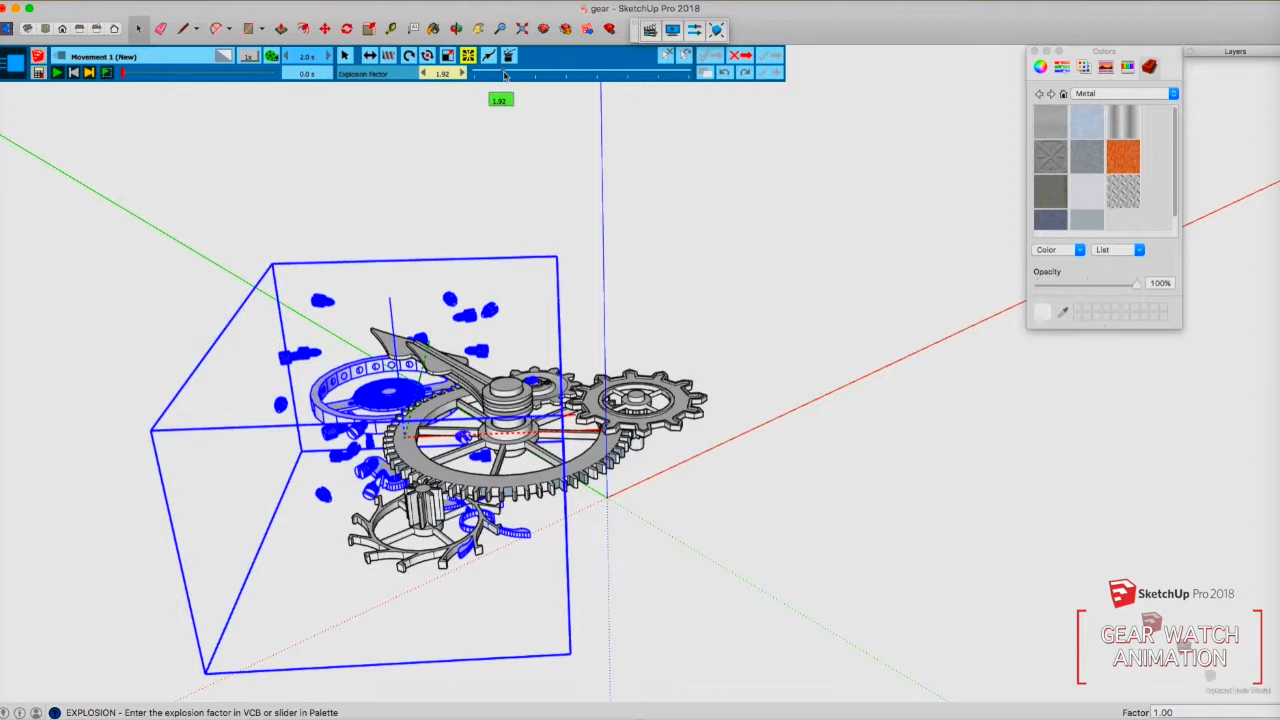 gear - SketchUp Pro 2018
Movement 1 (New)
1x
2.0 s
0.0 s
Explosion Factor
1.92
1.92
Colors
Layers
Metal
Color
List
Opacity
100%
SketchUp Pro 2018
GEAR WATCH
ANIMATION
EXPLOSION - Enter the explosion factor in VCB or slider in Palette
Factor 1.00